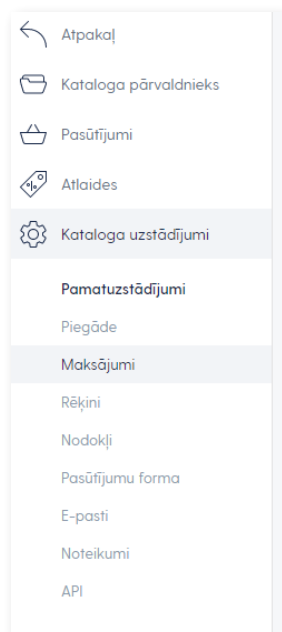 Atpakaļ
Kataloga pārvaldnieks
Pasūtījumi
Atlaides
Kataloga uzstādījumi
Pamatuzstādījumi
Piegāde
Maksājumi
Rēķini
Nodokļi
Pasūtījumu forma
E-pasti
Noteikumi
API